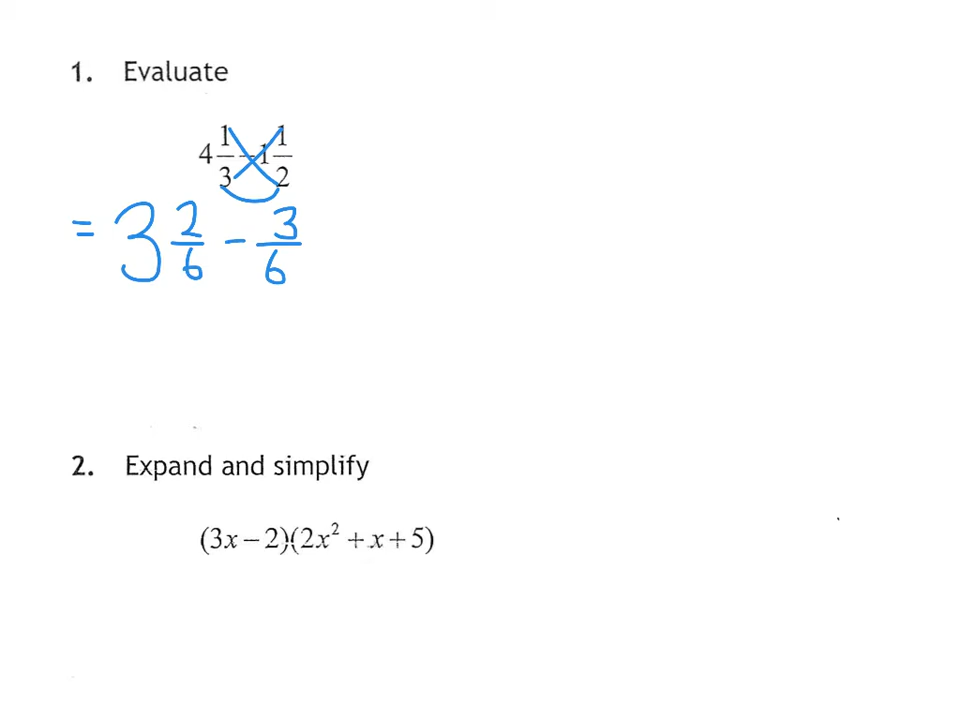 1. Evaluate
4 1/3 - 1 1/2
= 3 2/6 - 3/6
2. Expand and simplify
(3x - 2)(2x² + x + 5)